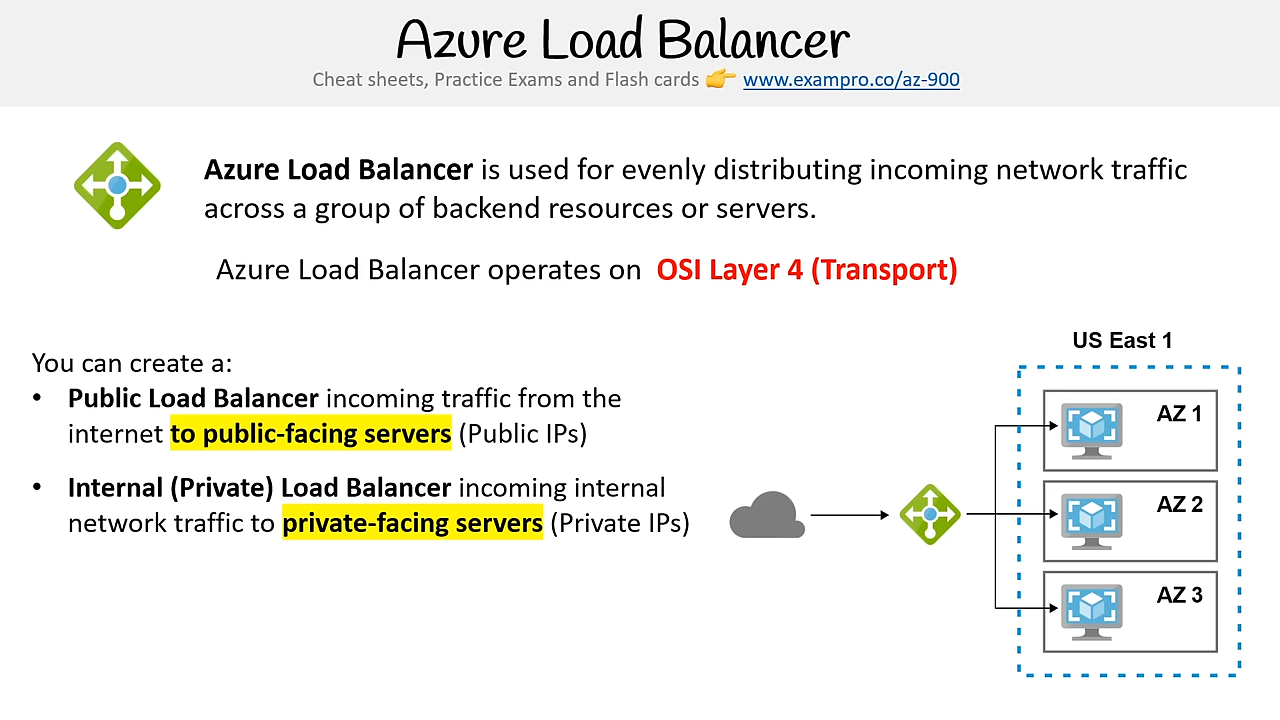 Azure Load Balancer
Cheat sheets, Practice Exams and Flash cards 👉 www.exampro.co/az-900
Azure Load Balancer is used for evenly distributing incoming network traffic
across a group of backend resources or servers.
Azure Load Balancer operates on OSI Layer 4 (Transport)
You can create a:
• Public Load Balancer incoming traffic from the
internet to public-facing servers (Public IPs)
• Internal (Private) Load Balancer incoming internal
network traffic to private-facing servers (Private IPs)
US East 1
AZ 1
AZ 2
AZ 3